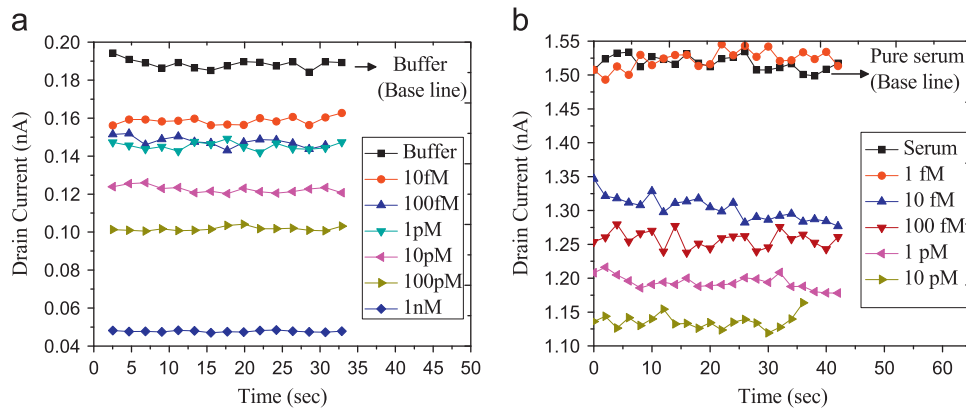 a
0.20
0.18
0.16
0.14
0.12
0.10
0.08
0.06
0.04
0
5
10
15
20
25
30
35
40
45
50
Drain Current (nA)
Time (sec)
Buffer
(Base line)
Buffer
10fM
100fM
1pM
10pM
100pM
1nM
b
1.55
1.50
1.45
1.40
1.35
1.30
1.25
1.20
1.15
1.10
0
10
20
30
40
50
60
Drain Current (nA)
Time (sec)
Pure serum
(Base line)
Serum
1 fM
10 fM
100 fM
1 pM
10 pM